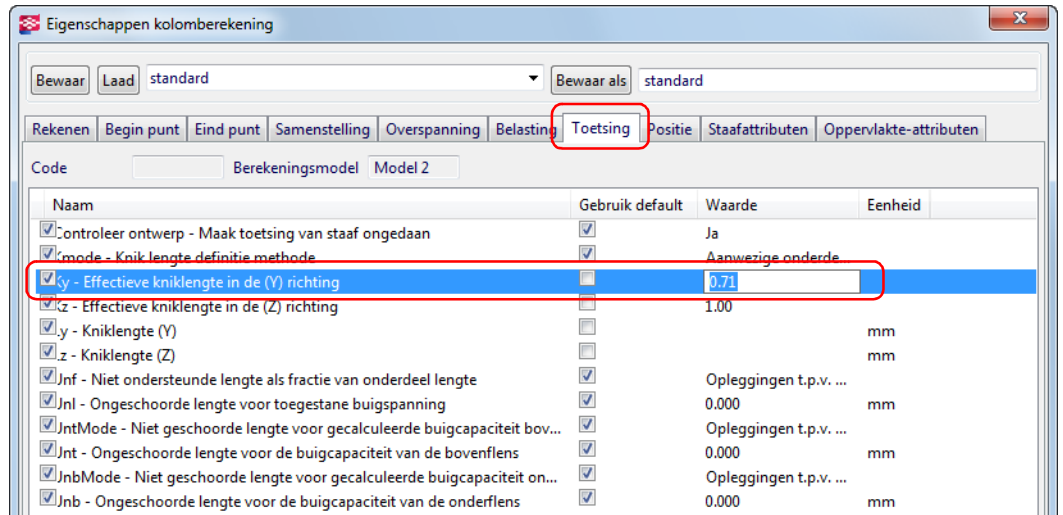 Eigenschappen kolomberekening
Bewaar Laad standard Bewaar als standard
Rekenen Begin punt Eind punt Samenstelling Overspanning Belasting Toetsing Positie Staafattributen Oppervlakte-attributen
Code Berekeningsmodel Model 2
Naam Gebruik default Waarde Eenheid
Controleer ontwerp - Maak toetsing van staaf ongedaan Ja
Kmode - Knik lengte definitie methode Aanwezige onderde...
Ky - Effectieve kniklengte in de (Y) richting 0.71
Kz - Effectieve kniklengte in de (Z) richting 1.00
.y - Kniklengte (Y) mm
.z - Kniklengte (Z) mm
Unf - Niet ondersteunde lengte als fractie van onderdeel lengte Opleggingen t.p.v. ...
Unl - Ongeschoorde lengte voor toegestane buigspanning 0.000 mm
UntMode - Niet geschoorde lengte voor gecalculeerde buigcapaciteit bov... Opleggingen t.p.v. ...
Unt - Ongeschoorde lengte voor de buigcapaciteit van de bovenflens 0.000 mm
UnbMode - Niet geschoorde lengte voor gecalculeerde buigcapaciteit on... Opleggingen t.p.v. ...
Unb - Ongeschoorde lengte voor de buigcapaciteit van de onderflens 0.000 mm